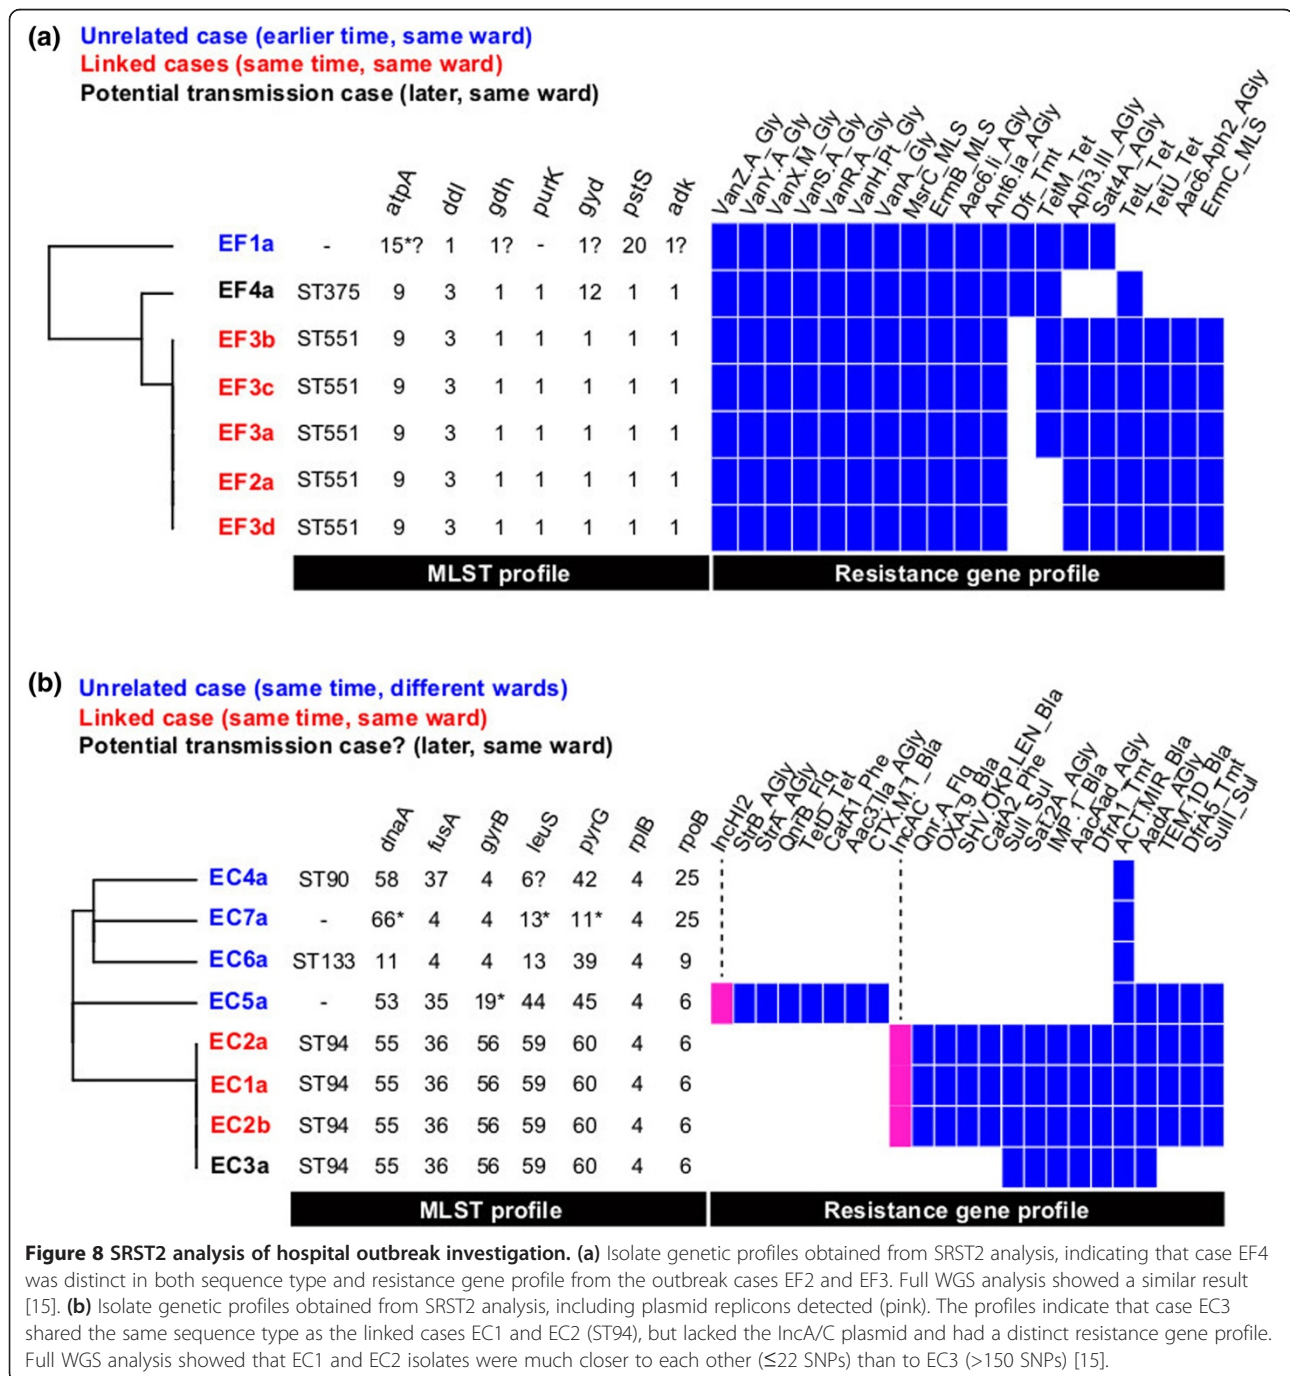 (a) Unrelated case (earlier time, same ward)
Linked cases (same time, same ward)
Potential transmission case (later, same ward)
atpA ddl gdh purK gyd pstS adk
VanZ.A_Gly VanY.A_Gly VanX.M_Gly VanS.A_Gly VanR.A_Gly VanH.Pt_Gly VanA_Gly MsrC_MLS ErmB_MLS Aac6.Ii_AGly Ant6.Ia_AGly Dfr_Tmt TetM_Tet Aph3.III_AGly Sat4A_AGly TetL_Tet TetU_Tet Aac6.Aph2_AGly ErmC_MLS
EF1a - 15*? 1 1? - 1? 20 1?
EF4a ST375 9 3 1 1 12 1 1
EF3b ST551 9 3 1 1 1 1 1
EF3c ST551 9 3 1 1 1 1 1
EF3a ST551 9 3 1 1 1 1 1
EF2a ST551 9 3 1 1 1 1 1
EF3d ST551 9 3 1 1 1 1 1
MLST profile Resistance gene profile
(b) Unrelated case (same time, different wards)
Linked case (same time, same ward)
Potential transmission case? (later, same ward)
dnaA fusA gyrB leuS pyrG rplB rpoB
IncHI2 StrB_AGly StrA_AGly QnrB_Flq TetD_Tet CatA1_Phe Aac3.IIa_AGly CTX.M.1_Bla IncAC Qnr.A_Flq OXA.9_Bla SHV.OKP.LEN_Bla CatA2_Phe SulI_Sul Sat.2A_AGly IMP.1_Bla AacAad_AGly DfrA1_Tmt ACT.MIR_Bla AadA_AGly TEM.1D_Bla DfrA5_Tmt SulII_Sul
EC4a ST90 58 37 4 6? 42 4 25
EC7a - 66* 4 4 13* 11* 4 25
EC6a ST133 11 4 4 13 39 4 9
EC5a - 53 35 19* 44 45 4 6
EC2a ST94 55 36 56 59 60 4 6
EC1a ST94 55 36 56 59 60 4 6
EC2b ST94 55 36 56 59 60 4 6
EC3a ST94 55 36 56 59 60 4 6
MLST profile Resistance gene profile
Figure 8 SRST2 analysis of hospital outbreak investigation. (a) Isolate genetic profiles obtained from SRST2 analysis, indicating that case EF4
was distinct in both sequence type and resistance gene profile from the outbreak cases EF2 and EF3. Full WGS analysis showed a similar result
[15]. (b) Isolate genetic profiles obtained from SRST2 analysis, including plasmid replicons detected (pink). The profiles indicate that case EC3
shared the same sequence type as the linked cases EC1 and EC2 (ST94), but lacked the IncA/C plasmid and had a distinct resistance gene profile.
Full WGS analysis showed that EC1 and EC2 isolates were much closer to each other (≤22 SNPs) than to EC3 (>150 SNPs) [15].